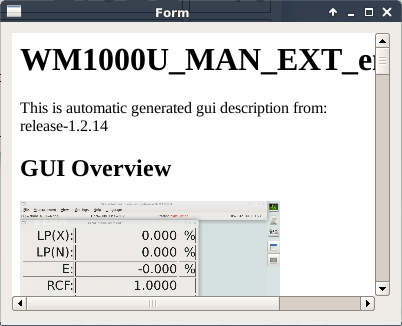 Form
WM1000U_MAN_EXT_e
This is automatic generated gui description from:
release-1.2.14
GUI Overview
LP(X): 0.000 %
LP(N): 0.000 %
E: -0.000 %
RCF: 1.0000